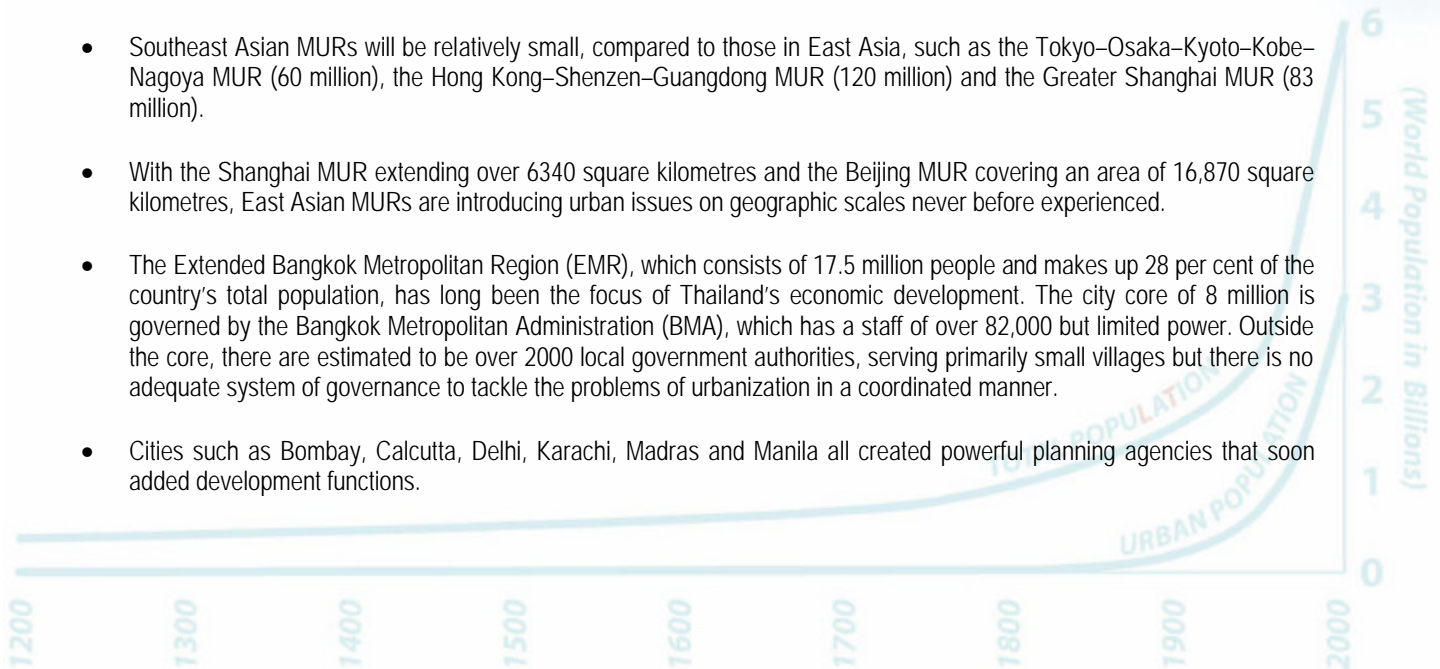 • Southeast Asian MURs will be relatively small, compared to those in East Asia, such as the Tokyo–Osaka–Kyoto–Kobe–
Nagoya MUR (60 million), the Hong Kong–Shenzen–Guangdong MUR (120 million) and the Greater Shanghai MUR (83
million).
• With the Shanghai MUR extending over 6340 square kilometres and the Beijing MUR covering an area of 16,870 square
kilometres, East Asian MURs are introducing urban issues on geographic scales never before experienced.
• The Extended Bangkok Metropolitan Region (EMR), which consists of 17.5 million people and makes up 28 per cent of the
country's total population, has long been the focus of Thailand's economic development. The city core of 8 million is
governed by the Bangkok Metropolitan Administration (BMA), which has a staff of over 82,000 but limited power. Outside
the core, there are estimated to be over 2000 local government authorities, serving primarily small villages but there is no
adequate system of governance to tackle the problems of urbanization in a coordinated manner.
• Cities such as Bombay, Calcutta, Delhi, Karachi, Madras and Manila all created powerful planning agencies that soon
added development functions.
TOTAL POPULATION
URBAN POPULATION
6
5
4
3
2
1
0
(World Population in Billions)
1200
1300
1400
1500
1600
1700
1800
1900
2000